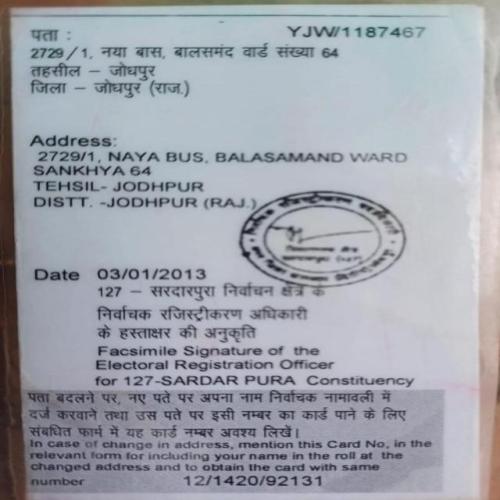 पता : YJW/1187467
2729/1, नया बास, बालसमंद वार्ड संख्या 64
तहसील – जोधपुर
जिला – जोधपुर (राज.)
Address:
2729/1, NAYA BUS, BALASAMAND WARD
SANKHYA 64
TEHSIL- JODHPUR
DISTT. -JODHPUR (RAJ.)
Date 03/01/2013
127 – सरदारपुरा निर्वाचन क्षेत्र के
निर्वाचक रजिस्ट्रीकरण अधिकारी
के हस्ताक्षर की अनुकृति
Facsimile Signature of the
Electoral Registration Officer
for 127-SARDAR PURA Constituency
पता बदलने पर, नए पते पर अपना नाम निर्वाचक नामावली में
दर्ज करवाने तथा उस पते पर इसी नम्बर का कार्ड पाने के लिए
संबधित फार्म में यह कार्ड नम्बर अवश्य लिखें।
In case of change in address, mention this Card No, in the
relevant form for including your name in the roll at the
changed address and to obtain the card with same
number 12/1420/92131